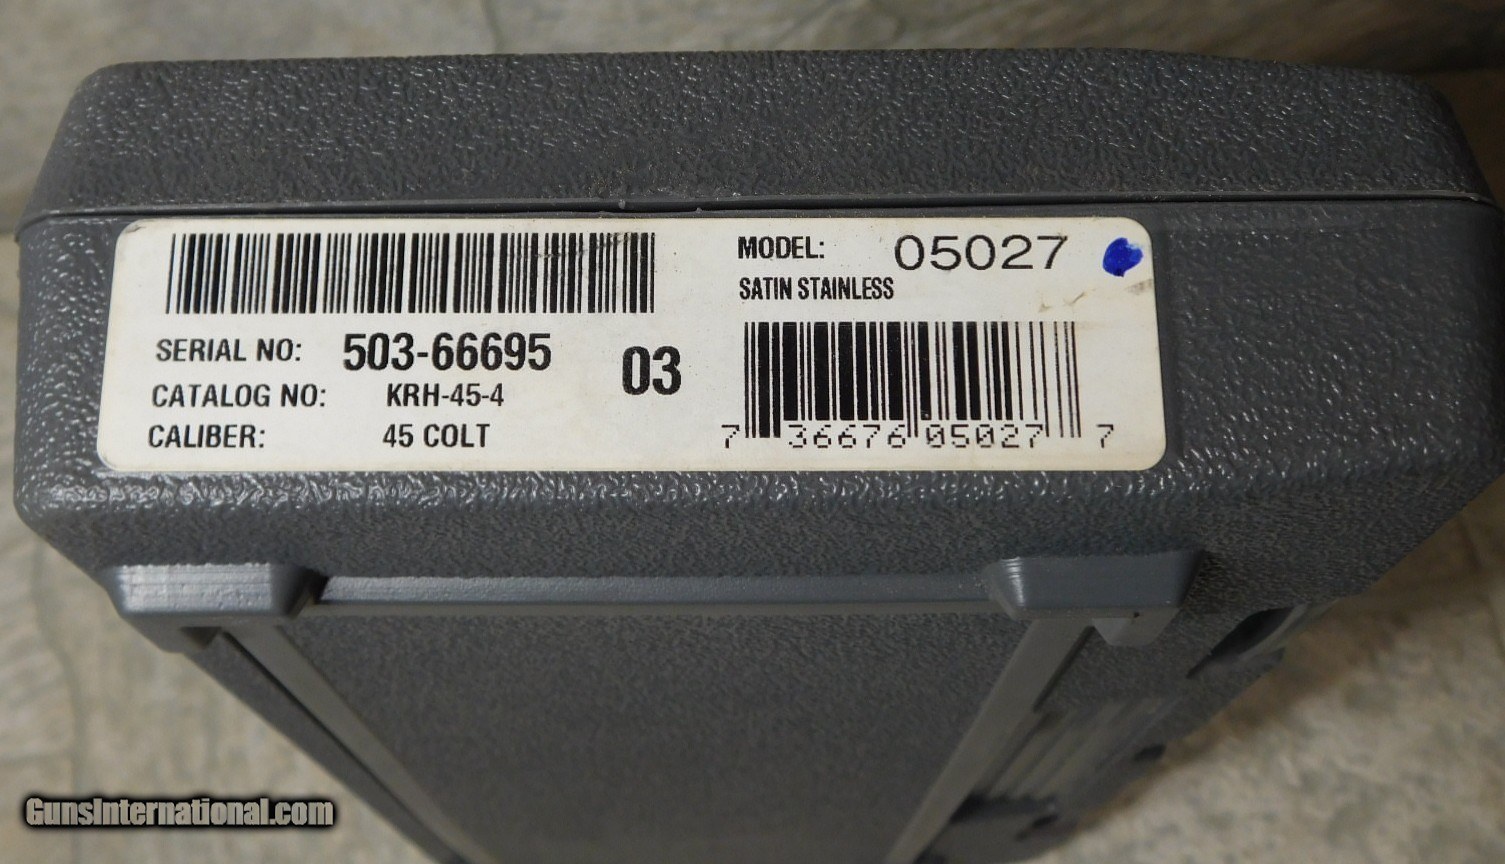 MODEL: 05027
SATIN STAINLESS
SERIAL NO: 503-66695
03
CATALOG NO: KRH-45-4
CALIBER: 45 COLT
7 36676 05027 7
GunsInternational.com